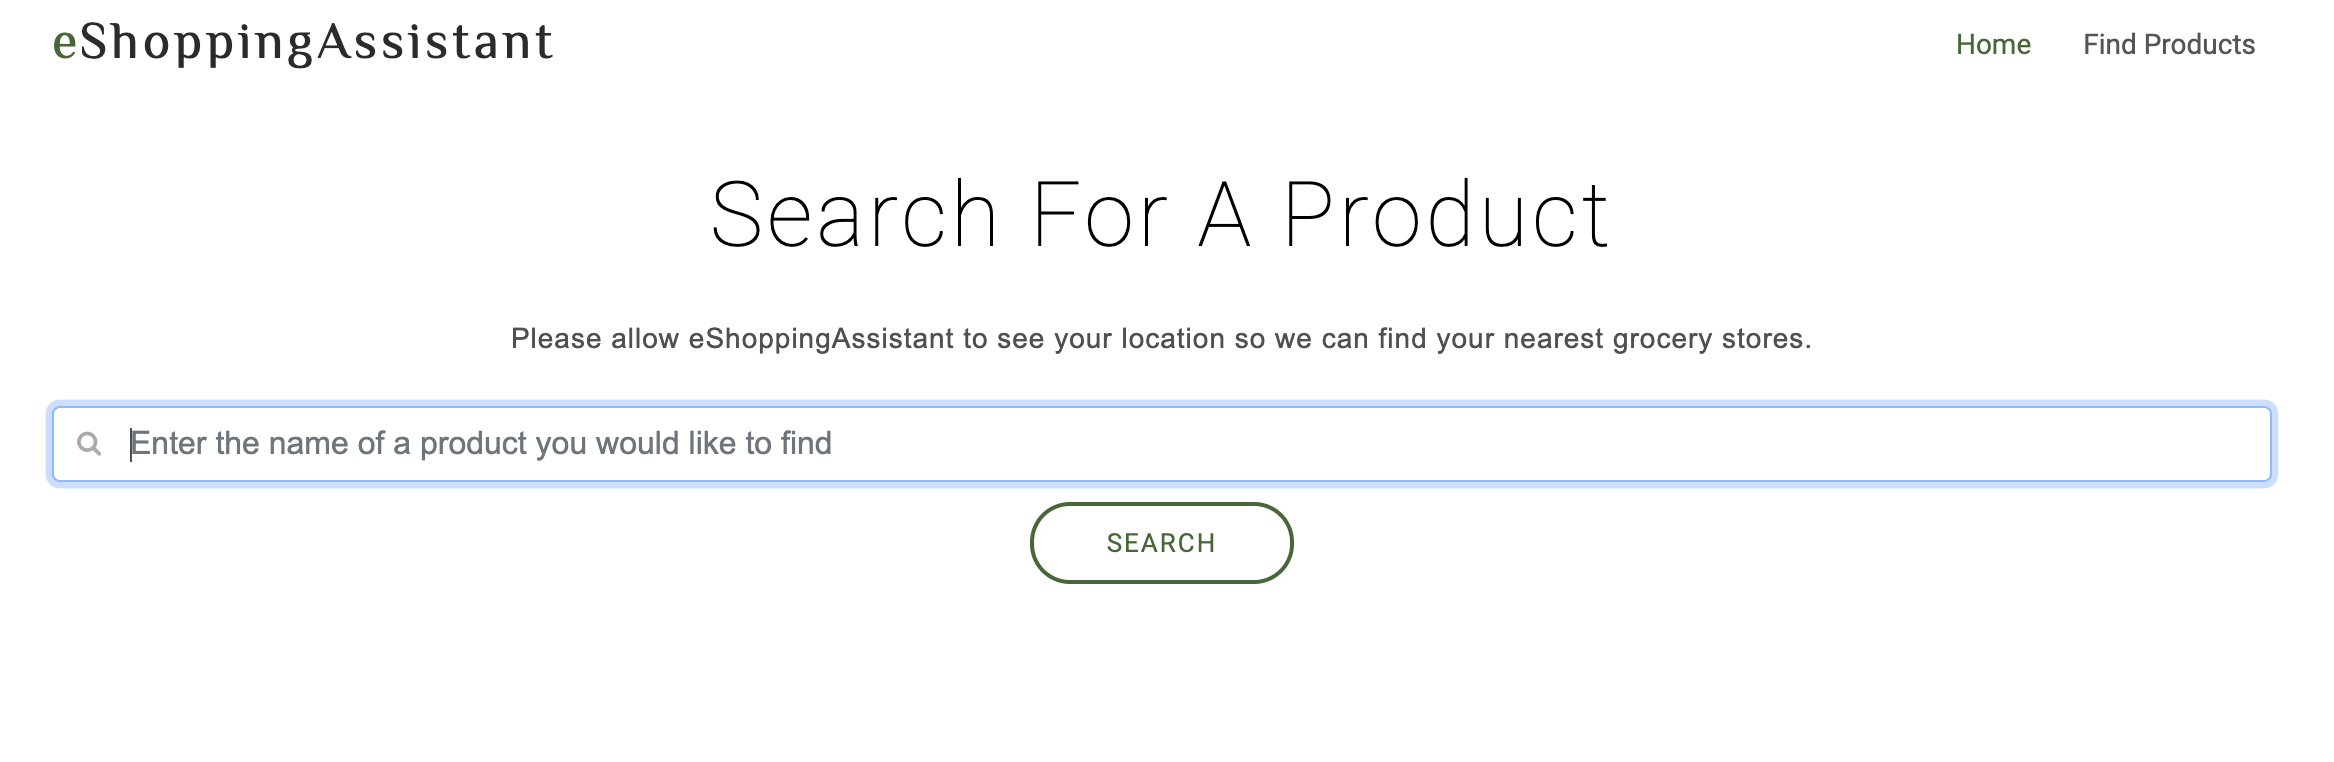 eShoppingAssistant
Home
Find Products
Search For A Product
Please allow eShoppingAssistant to see your location so we can find your nearest grocery stores.
Enter the name of a product you would like to find
SEARCH